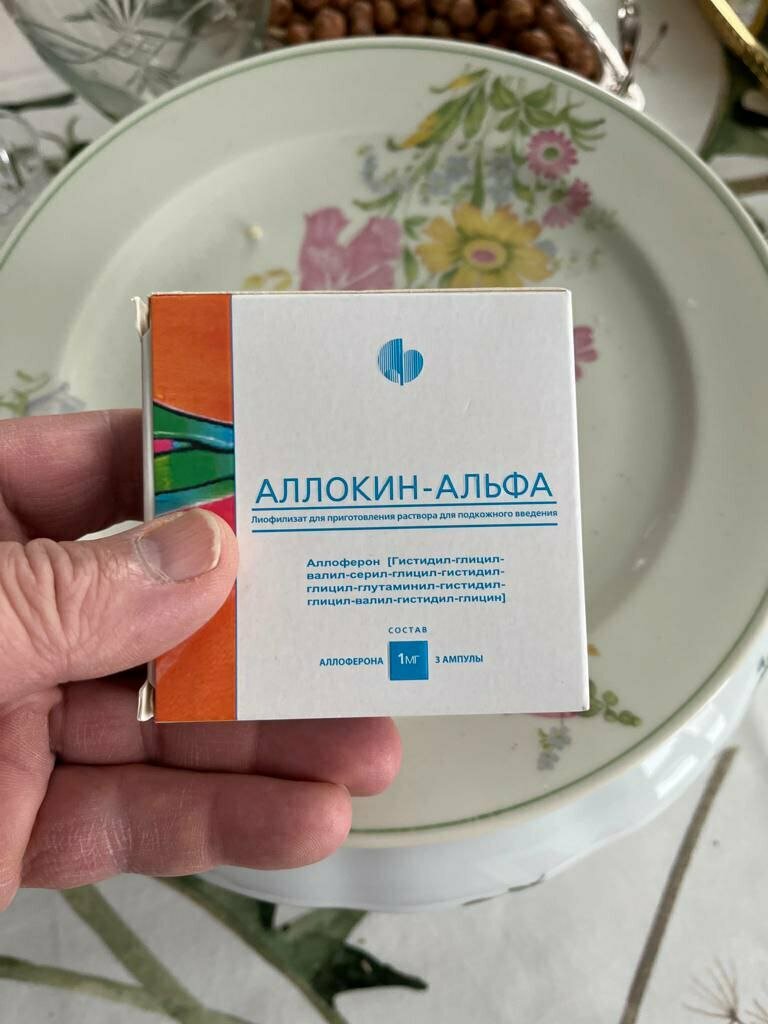 АЛЛОКИН-АЛЬФА
Лиофилизат для приготовления раствора для подкожного введения
Аллоферон [Гистидил-глицил-
валил-серил-глицил-гистидил-
глицил-глутаминил-гистидил-
глицил-валил-гистидил-глицин]
СОСТАВ
АЛЛОФЕРОНА 1МГ 3 АМПУЛЫ